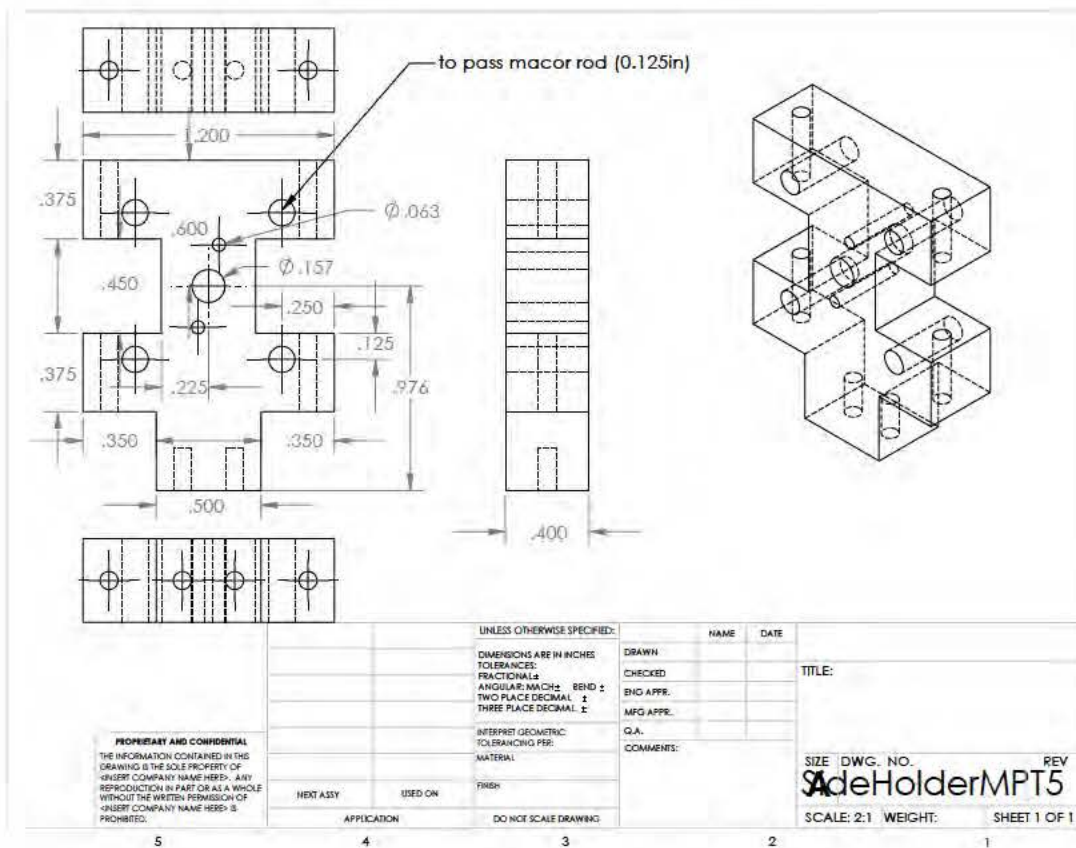 to pass macor rod (0.125in)
1.200
.375
.600
Ø .063
Ø .157
.450
.250
.125
.375
.225
.976
.350
.350
.500
.400
UNLESS OTHERWISE SPECIFIED:
DIMENSIONS ARE IN INCHES
TOLERANCES:
FRACTIONAL±
ANGULAR: MACH± BEND ±
TWO PLACE DECIMAL ±
THREE PLACE DECIMAL ±
INTERPRET GEOMETRIC
TOLERANCING PER:
MATERIAL
FINISH
DO NOT SCALE DRAWING
NAME DATE
DRAWN
CHECKED
ENG APPR.
MFG APPR.
Q.A.
COMMENTS:
TITLE:
SIZE DWG. NO. REV
A
SideHolderMPT5
SCALE: 2:1 WEIGHT: SHEET 1 OF 1
PROPRIETARY AND CONFIDENTIAL
THE INFORMATION CONTAINED IN THIS
DRAWING IS THE SOLE PROPERTY OF
<INSERT COMPANY NAME HERE>. ANY
REPRODUCTION IN PART OR AS A WHOLE
WITHOUT THE WRITTEN PERMISSION OF
<INSERT COMPANY NAME HERE> IS
PROHIBITED.
NEXT ASSY USED ON
APPLICATION
5 4 3 2 1